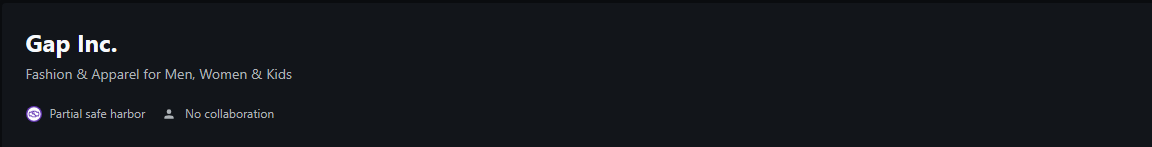 Gap Inc.
Fashion & Apparel for Men, Women & Kids
Partial safe harbor No collaboration